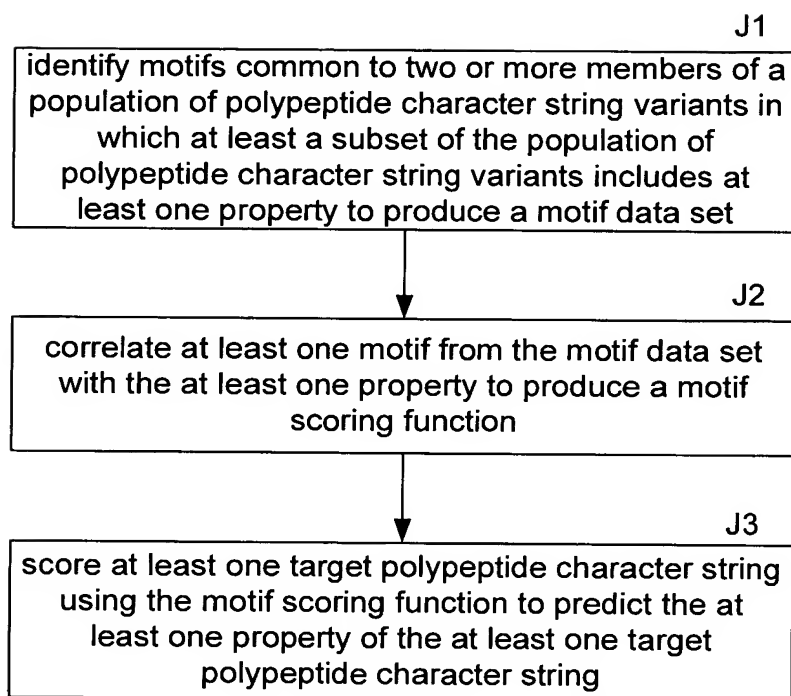 J1
identify motifs common to two or more members of a
population of polypeptide character string variants in
which at least a subset of the population of
polypeptide character string variants includes at
least one property to produce a motif data set
J2
correlate at least one motif from the motif data set
with the at least one property to produce a motif
scoring function
J3
score at least one target polypeptide character string
using the motif scoring function to predict the at
least one property of the at least one target
polypeptide character string